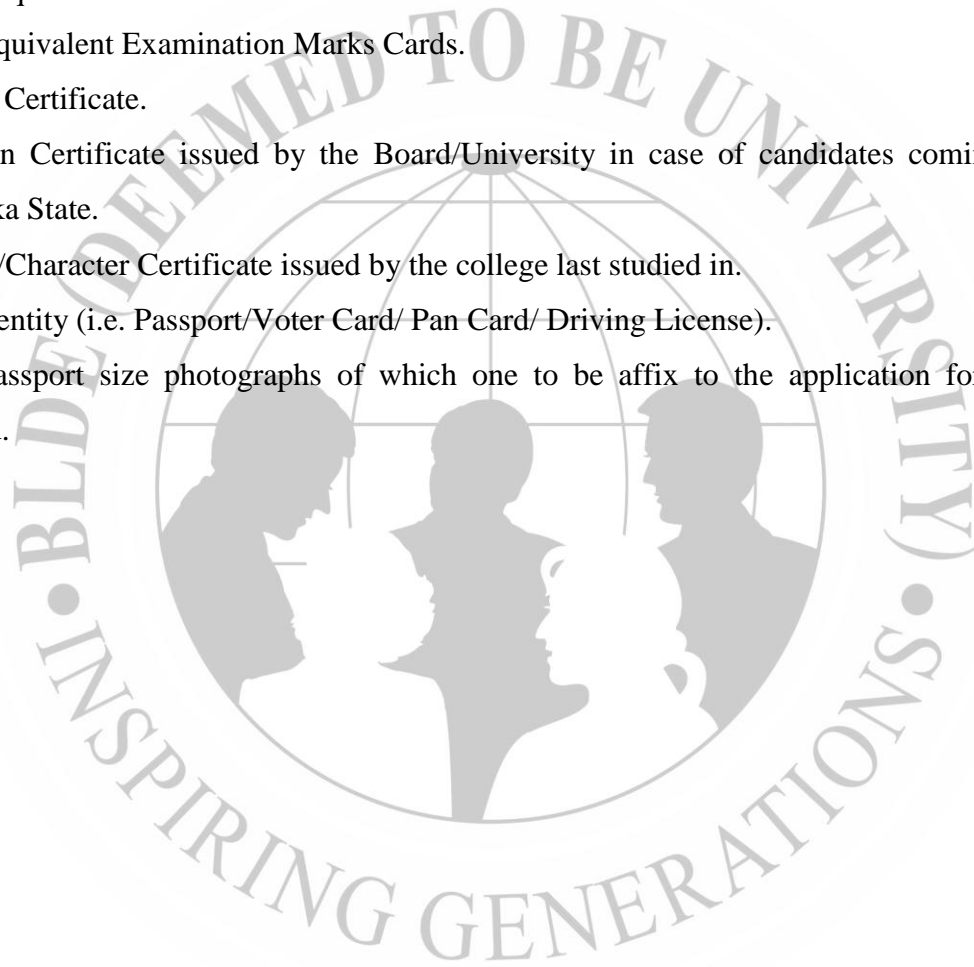 quivalent Examination Marks Cards.
Certificate.
n Certificate issued by the Board/University in case of candidates comi
ka State.
/Character Certificate issued by the college last studied in.
entity (i.e. Passport/Voter Card/ Pan Card/ Driving License).
assport size photographs of which one to be affix to the application for
BLDE (DEEMED TO BE UNIVERSITY)
• INSPIRING GENERATIONS •